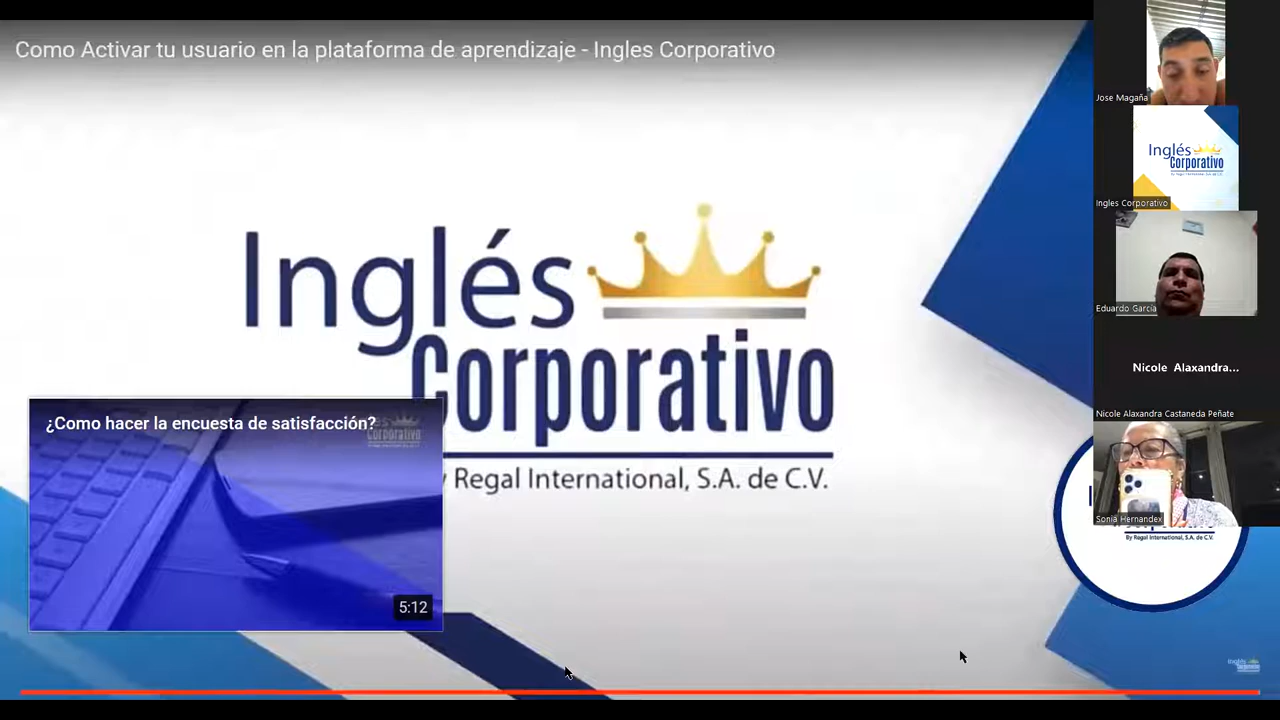 Como Activar tu usuario en la plataforma de aprendizaje - Ingles Corporativo
Inglés
Corporativo
y Regal International, S.A. de C.V.
¿Como hacer la encuesta de satisfacción?
Corporativo
5:12
Jose Magaña
Inglés
Corporativo
Ingles Corporativo
Eduardo García
Nicole Alaxandra...
Nicole Alaxandra Castaneda Peñate
Sonia Hernandez
By Regal International, S.A. de C.V.